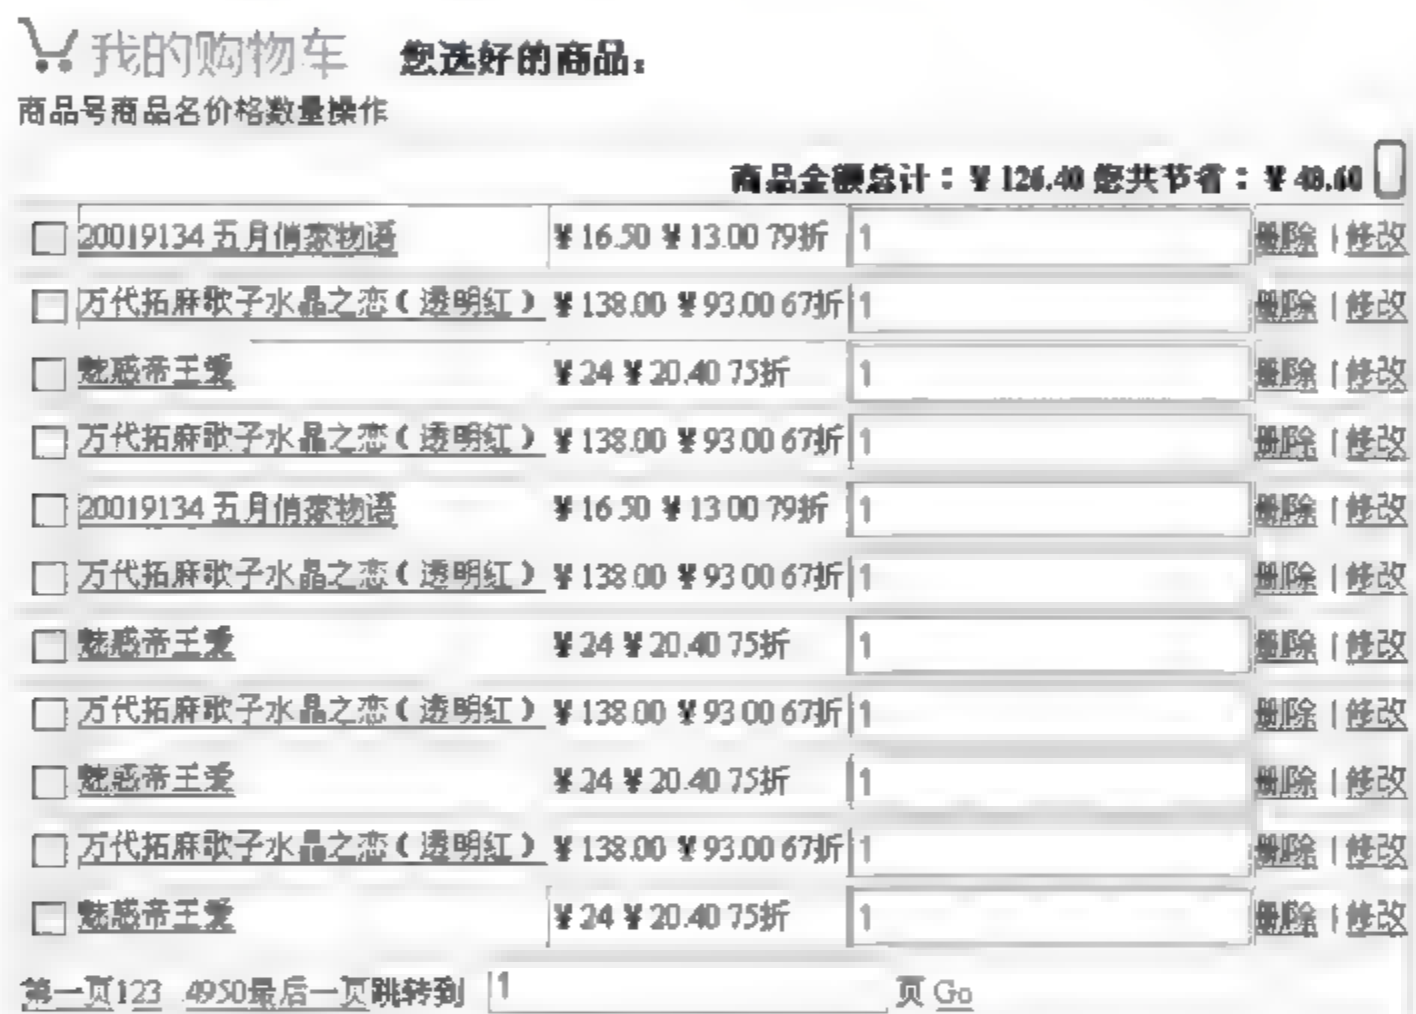 我的购物车 您选好的商品:
商品号商品名价格数量操作
商品金额总计:¥126.40 您共节省:¥48.60
20019134 五月俏家物语 ¥16.50 ¥13.00 79折 1 删除 | 修改
万代拓麻歌子水晶之恋(透明红) ¥138.00 ¥93.00 67折 1 删除 | 修改
魅惑帝王爱 ¥24 ¥20.40 75折 1 删除 | 修改
万代拓麻歌子水晶之恋(透明红) ¥138.00 ¥93.00 67折 1 删除 | 修改
20019134 五月俏家物语 ¥16.50 ¥13.00 79折 1 删除 | 修改
万代拓麻歌子水晶之恋(透明红) ¥138.00 ¥93.00 67折 1 删除 | 修改
魅惑帝王爱 ¥24 ¥20.40 75折 1 删除 | 修改
万代拓麻歌子水晶之恋(透明红) ¥138.00 ¥93.00 67折 1 删除 | 修改
魅惑帝王爱 ¥24 ¥20.40 75折 1 删除 | 修改
万代拓麻歌子水晶之恋(透明红) ¥138.00 ¥93.00 67折 1 删除 | 修改
魅惑帝王爱 ¥24 ¥20.40 75折 1 删除 | 修改
第一页123 4950最后一页跳转到 1 页 Go